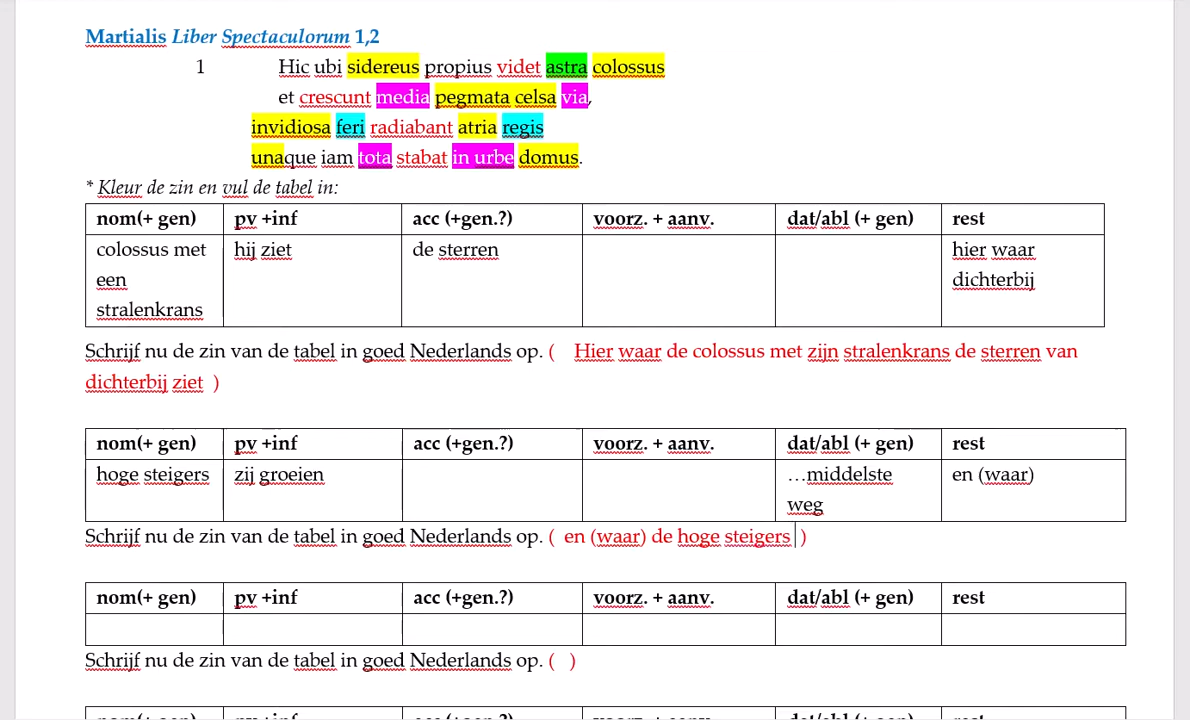 Martialis Liber Spectaculorum 1,2
1 Hic ubi sidereus propius videt astra colossus
et crescunt media pegmata celsa via,
invidiosa feri radiabant atria regis
unaque iam tota stabat in urbe domus.
* Kleur de zin en vul de tabel in:
nom(+ gen) pv +inf acc (+gen.?) voorz. + aanv. dat/abl (+ gen) rest
colossus met hij ziet de sterren hier waar
een dichterbij
stralenkrans
Schrijf nu de zin van de tabel in goed Nederlands op. ( Hier waar de colossus met zijn stralenkrans de sterren van
dichterbij ziet )
nom(+ gen) pv +inf acc (+gen.?) voorz. + aanv. dat/abl (+ gen) rest
hoge steigers zij groeien …middelste en (waar)
weg
Schrijf nu de zin van de tabel in goed Nederlands op. ( en (waar) de hoge steigers )
nom(+ gen) pv +inf acc (+gen.?) voorz. + aanv. dat/abl (+ gen) rest
Schrijf nu de zin van de tabel in goed Nederlands op. ( )